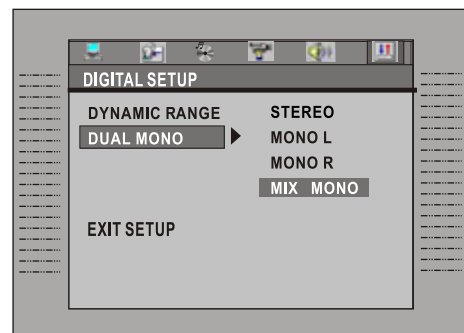 DIGITAL SETUP
DYNAMIC RANGE
DUAL MONO
STEREO
MONO L
MONO R
MIX MONO
EXIT SETUP